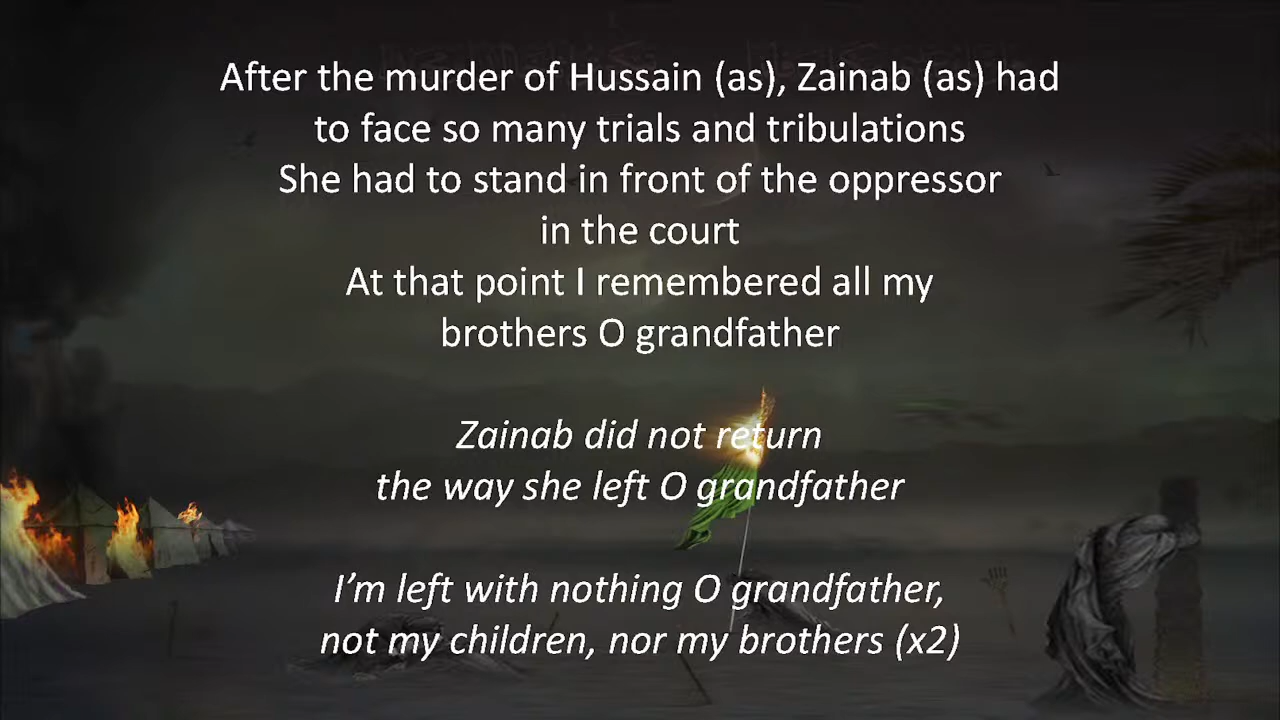 After the murder of Hussain (as), Zainab (as) had
to face so many trials and tribulations
She had to stand in front of the oppressor
in the court
At that point I remembered all my
brothers O grandfather
Zainab did not return
the way she left O grandfather
I’m left with nothing O grandfather,
not my children, nor my brothers (x2)